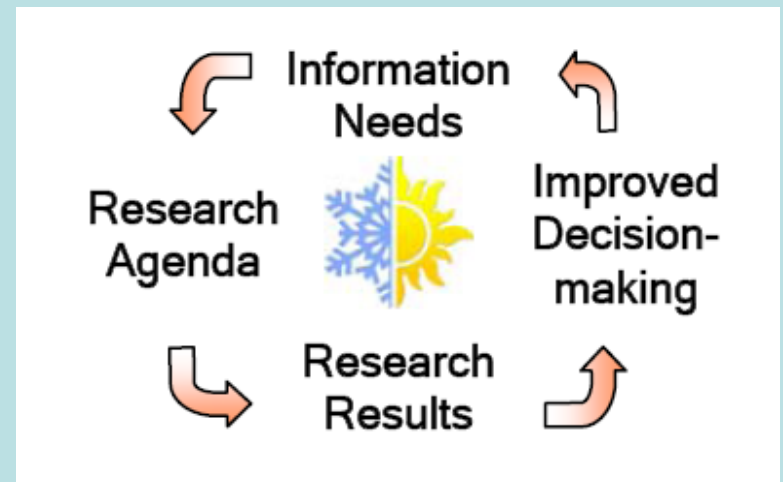 Information
Needs
Research
Agenda
Improved
Decision-
making
Research
Results